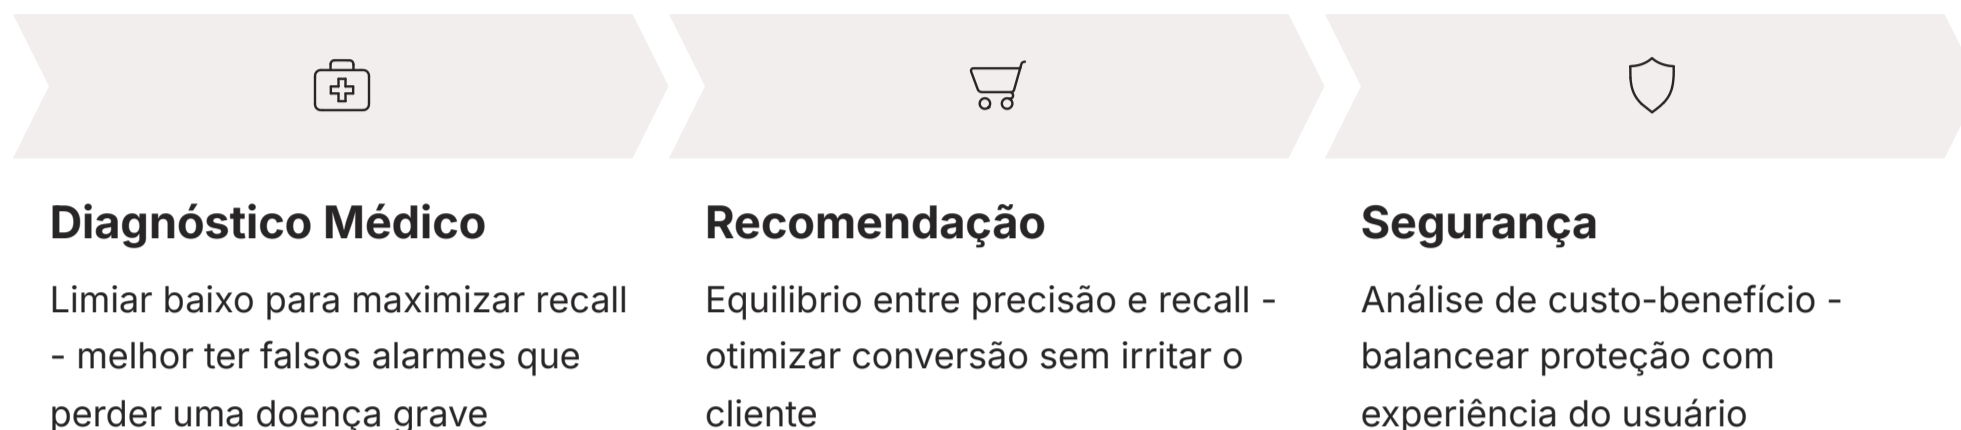 Diagnóstico Médico
Limiar baixo para maximizar recall
- melhor ter falsos alarmes que
perder uma doença grave
Recomendação
Equilibrio entre precisão e recall -
otimizar conversão sem irritar o
cliente
Segurança
Análise de custo-benefício -
balancear proteção com
experiência do usuário